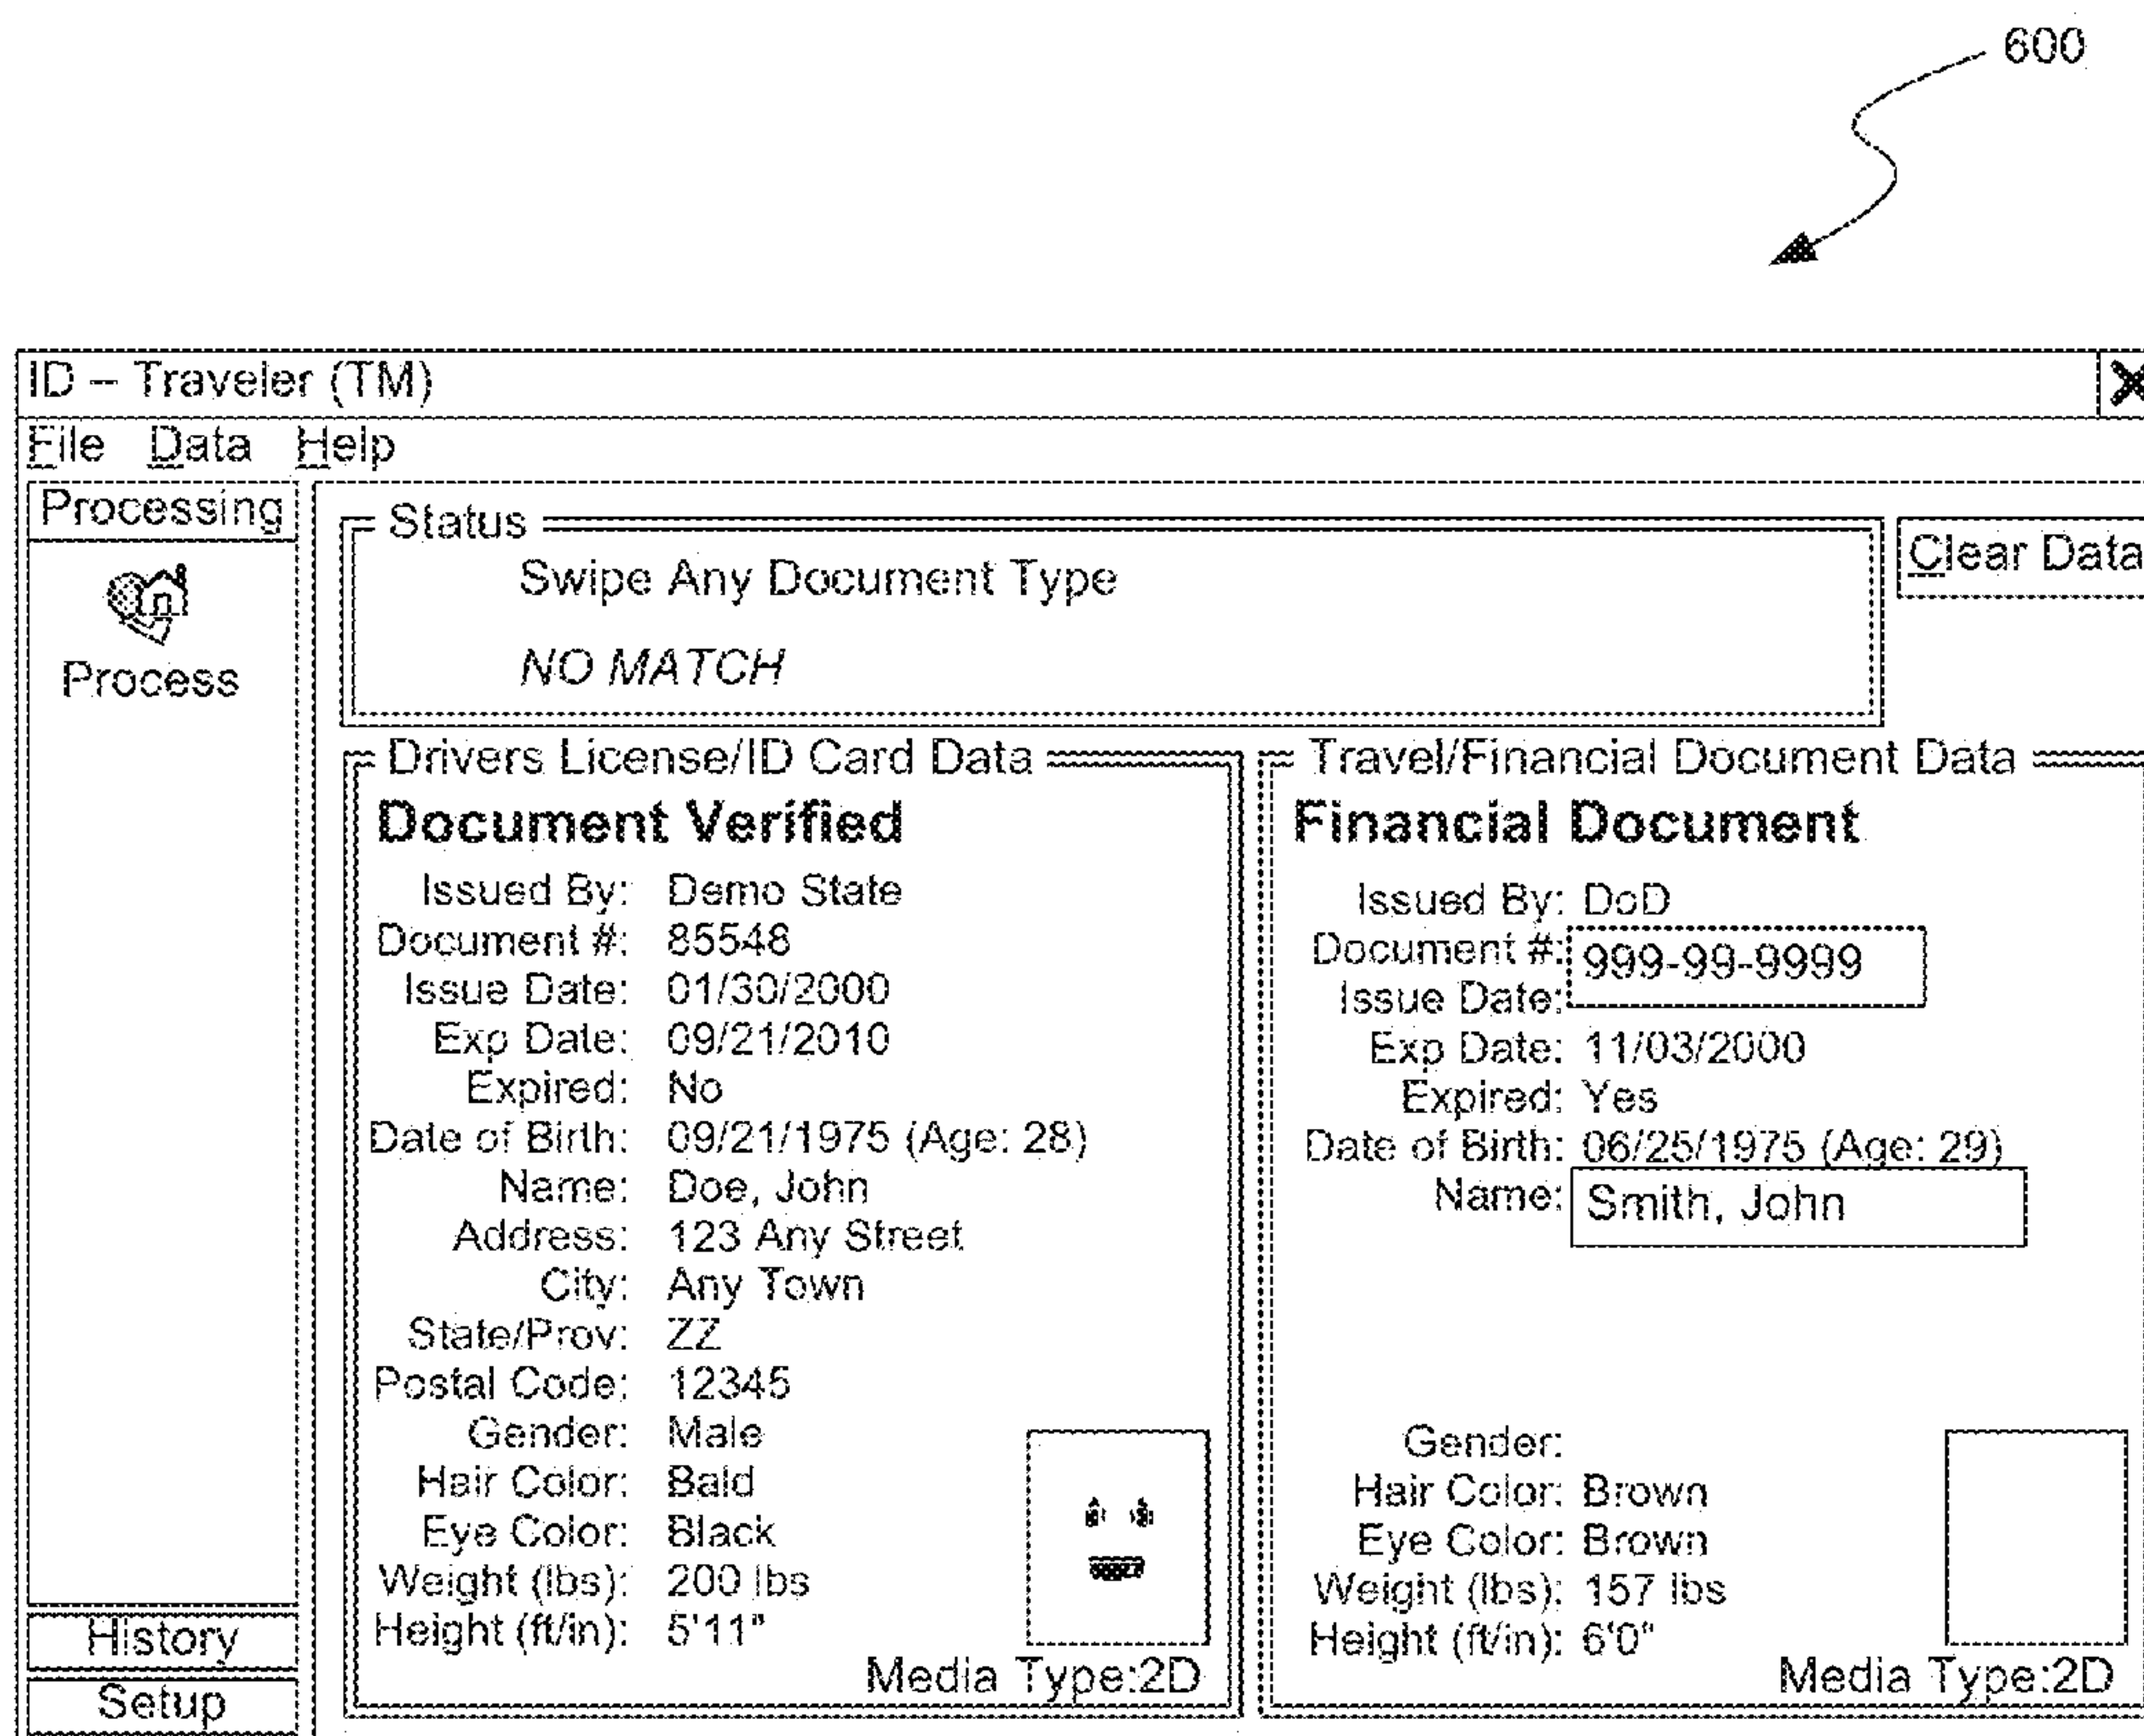 600
ID – Traveler (TM)
File Data Help
Processing
Process
History
Setup
Status
Swipe Any Document Type
NO MATCH
Clear Data
Drivers License/ID Card Data
Document Verified
Issued By: Demo State
Document #: 85548
Issue Date: 01/30/2000
Exp Date: 09/21/2010
Expired: No
Date of Birth: 09/21/1975 (Age: 28)
Name: Doe, John
Address: 123 Any Street
City: Any Town
State/Prov: ZZ
Postal Code: 12345
Gender: Male
Hair Color: Bald
Eye Color: Black
Weight (lbs): 200 lbs
Height (ft/in): 5'11"
Media Type:2D
Travel/Financial Document Data
Financial Document
Issued By: DoD
Document #: 999-99-9999
Issue Date:
Exp Date: 11/03/2000
Expired: Yes
Date of Birth: 06/25/1975 (Age: 29)
Name: Smith, John
Gender:
Hair Color: Brown
Eye Color: Brown
Weight (lbs): 157 lbs
Height (ft/in): 6'0"
Media Type:2D